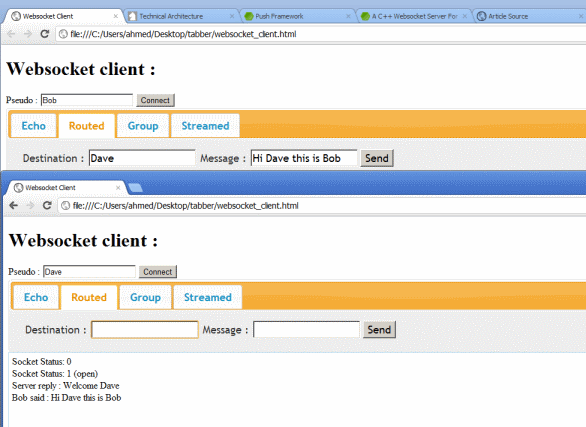 Websocket Client Technical Architecture Push Framework A C++ Websocket Server For Article Source
file:///C:/Users/ahmed/Desktop/tabber/websocket_client.html
Websocket client :
Pseudo : Bob Connect
Echo Routed Group Streamed
Destination : Dave Message : Hi Dave this is Bob Send
Websocket Client
file:///C:/Users/ahmed/Desktop/tabber/websocket_client.html
Websocket client :
Pseudo : Dave Connect
Echo Routed Group Streamed
Destination : Message : Send
Socket Status: 0
Socket Status: 1 (open)
Server reply : Welcome Dave
Bob said : Hi Dave this is Bob